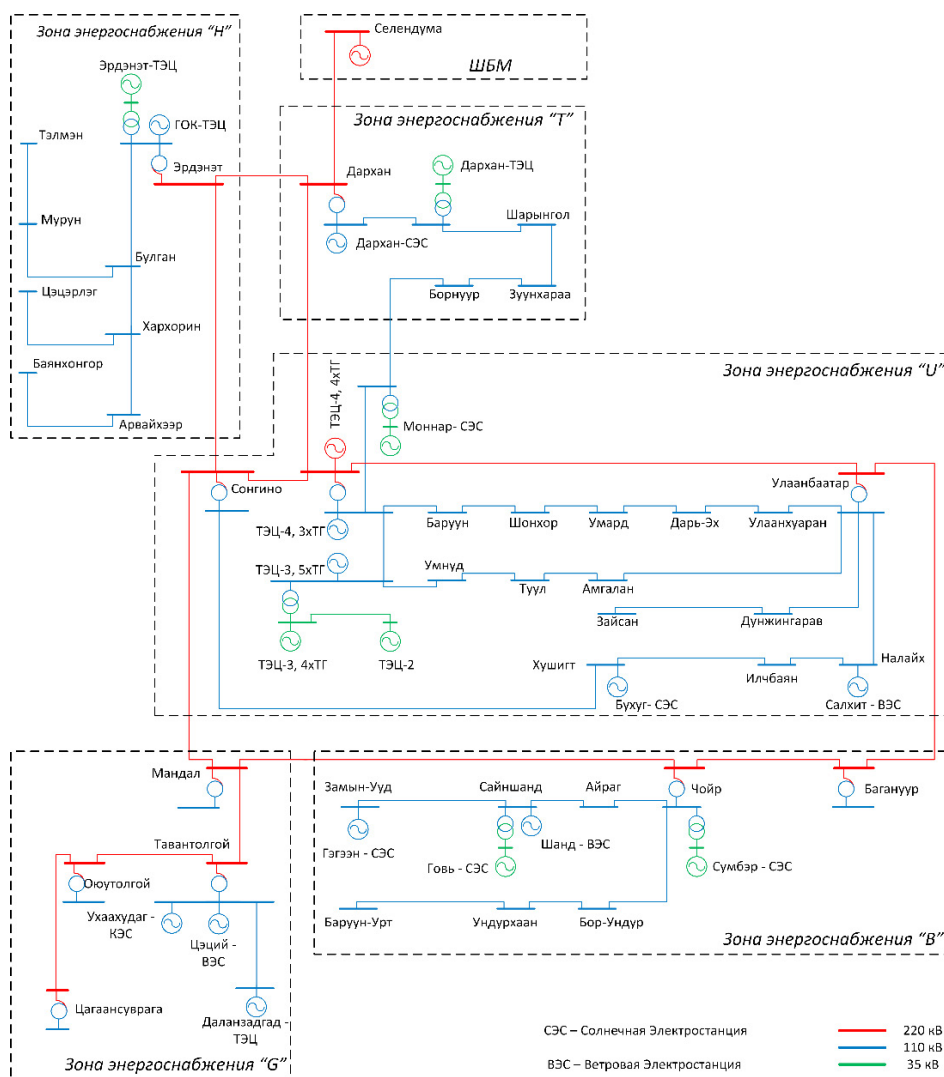 Зона энергоснабжения “Н”
Эрдэнэт-ТЭЦ
ГОК-ТЭЦ
Тэлмэн
Эрдэнэт
Мурун
Булган
Цэцэрлэг
Хархорин
Баянхонгор
Арвайхээр
Селендума
ШБМ
Зона энергоснабжения “Т”
Дархан
Дархан-ТЭЦ
Шарынгол
Дархан-СЭС
Борнуур
Зуунхараа
Зона энергоснабжения “U”
ТЭЦ-4, 4хТГ
Моннар- СЭС
Сонгино
Улаанбаатар
ТЭЦ-4, 3хТГ
Баруун
Шонхор
Умард
Дарь-Эх
Улаанхуаран
ТЭЦ-3, 5хТГ
Умнуд
Туул
Амгалан
Зайсан
Дунжингарав
ТЭЦ-3, 4хТГ
ТЭЦ-2
Хушигт
Илчбаян
Налайх
Бухуг- СЭС
Салхит - ВЭС
Мандал
Тавантолгой
Оюутолгой
Ухаахудаг -
КЭС
Цэций -
ВЭС
Цагаансуврага
Даланзадгад -
ТЭЦ
Зона энергоснабжения “G”
Замын-Ууд
Сайншанд
Айраг
Чойр
Багануур
Гэгээн - СЭС
Говь - СЭС
Шанд - ВЭС
Сумбэр - СЭС
Баруун-Урт
Ундурхаан
Бор-Ундур
Зона энергоснабжения “B”
СЭС – Солнечная Электростанция
220 кВ
110 кВ
ВЭС – Ветровая Электростанция
35 кВ